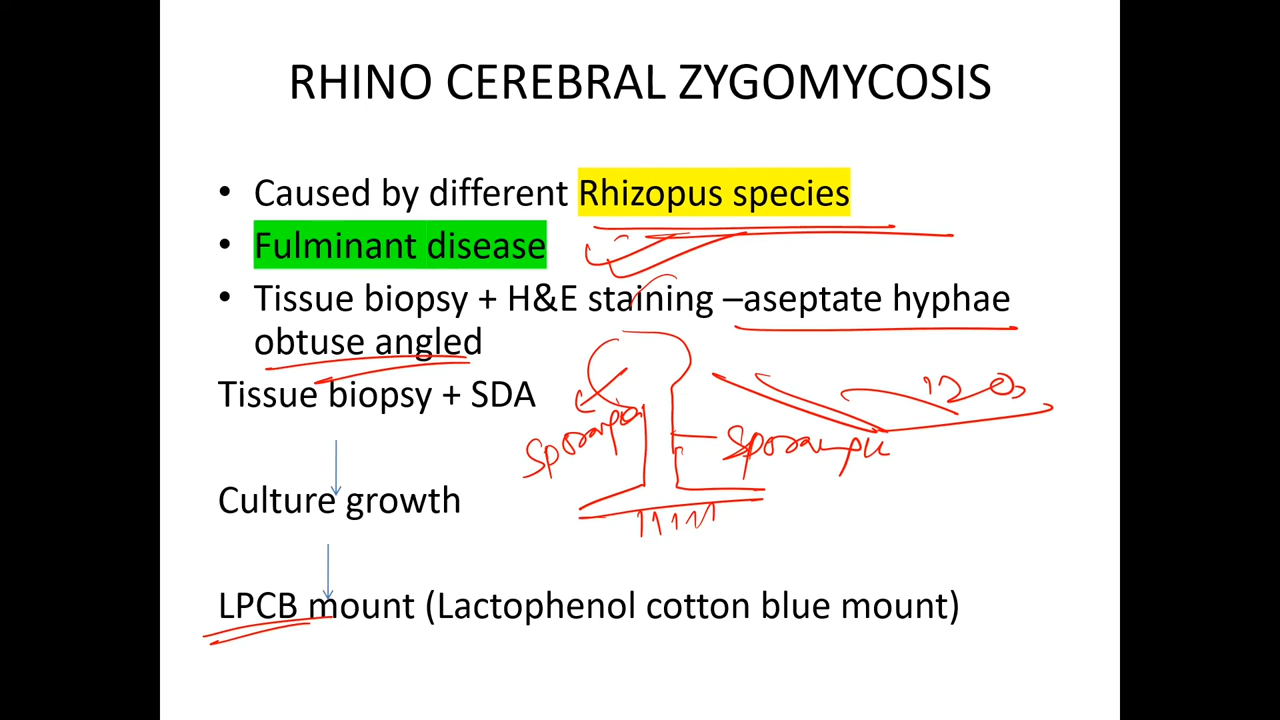 RHINO CEREBRAL ZYGOMYCOSIS
• Caused by different Rhizopus species
• Fulminant disease
• Tissue biopsy + H&E staining –aseptate hyphae
obtuse angled
Tissue biopsy + SDA
Culture growth
LPCB mount (Lactophenol cotton blue mount)